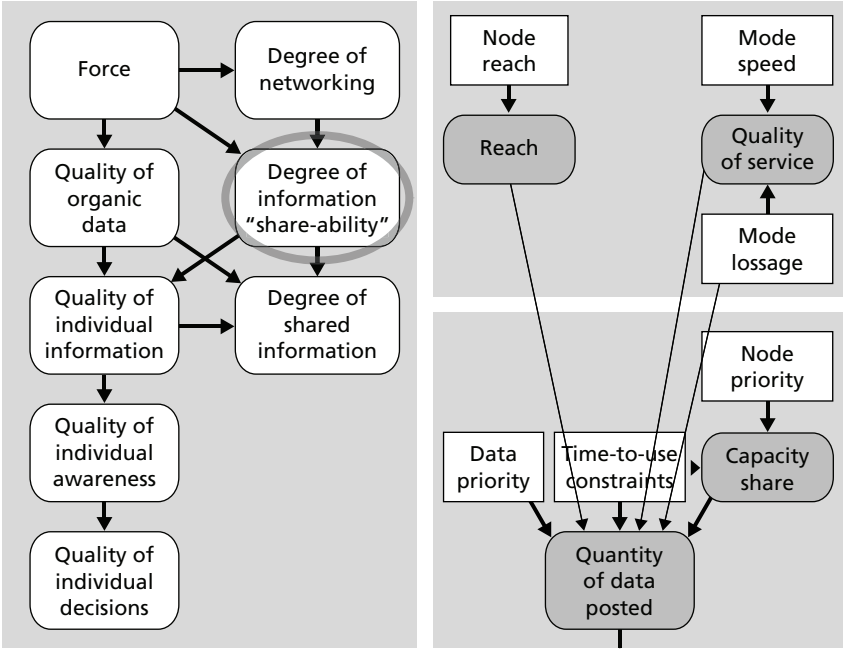 Force
Degree of
networking
Quality of
organic
data
Degree of
information
“share-ability”
Quality of
individual
information
Degree of
shared
information
Quality of
individual
awareness
Quality of
individual
decisions
Node
reach
Mode
speed
Reach
Quality
of service
Mode
lossage
Node
priority
Data
priority
Time-to-use
constraints
Capacity
share
Quantity
of data
posted